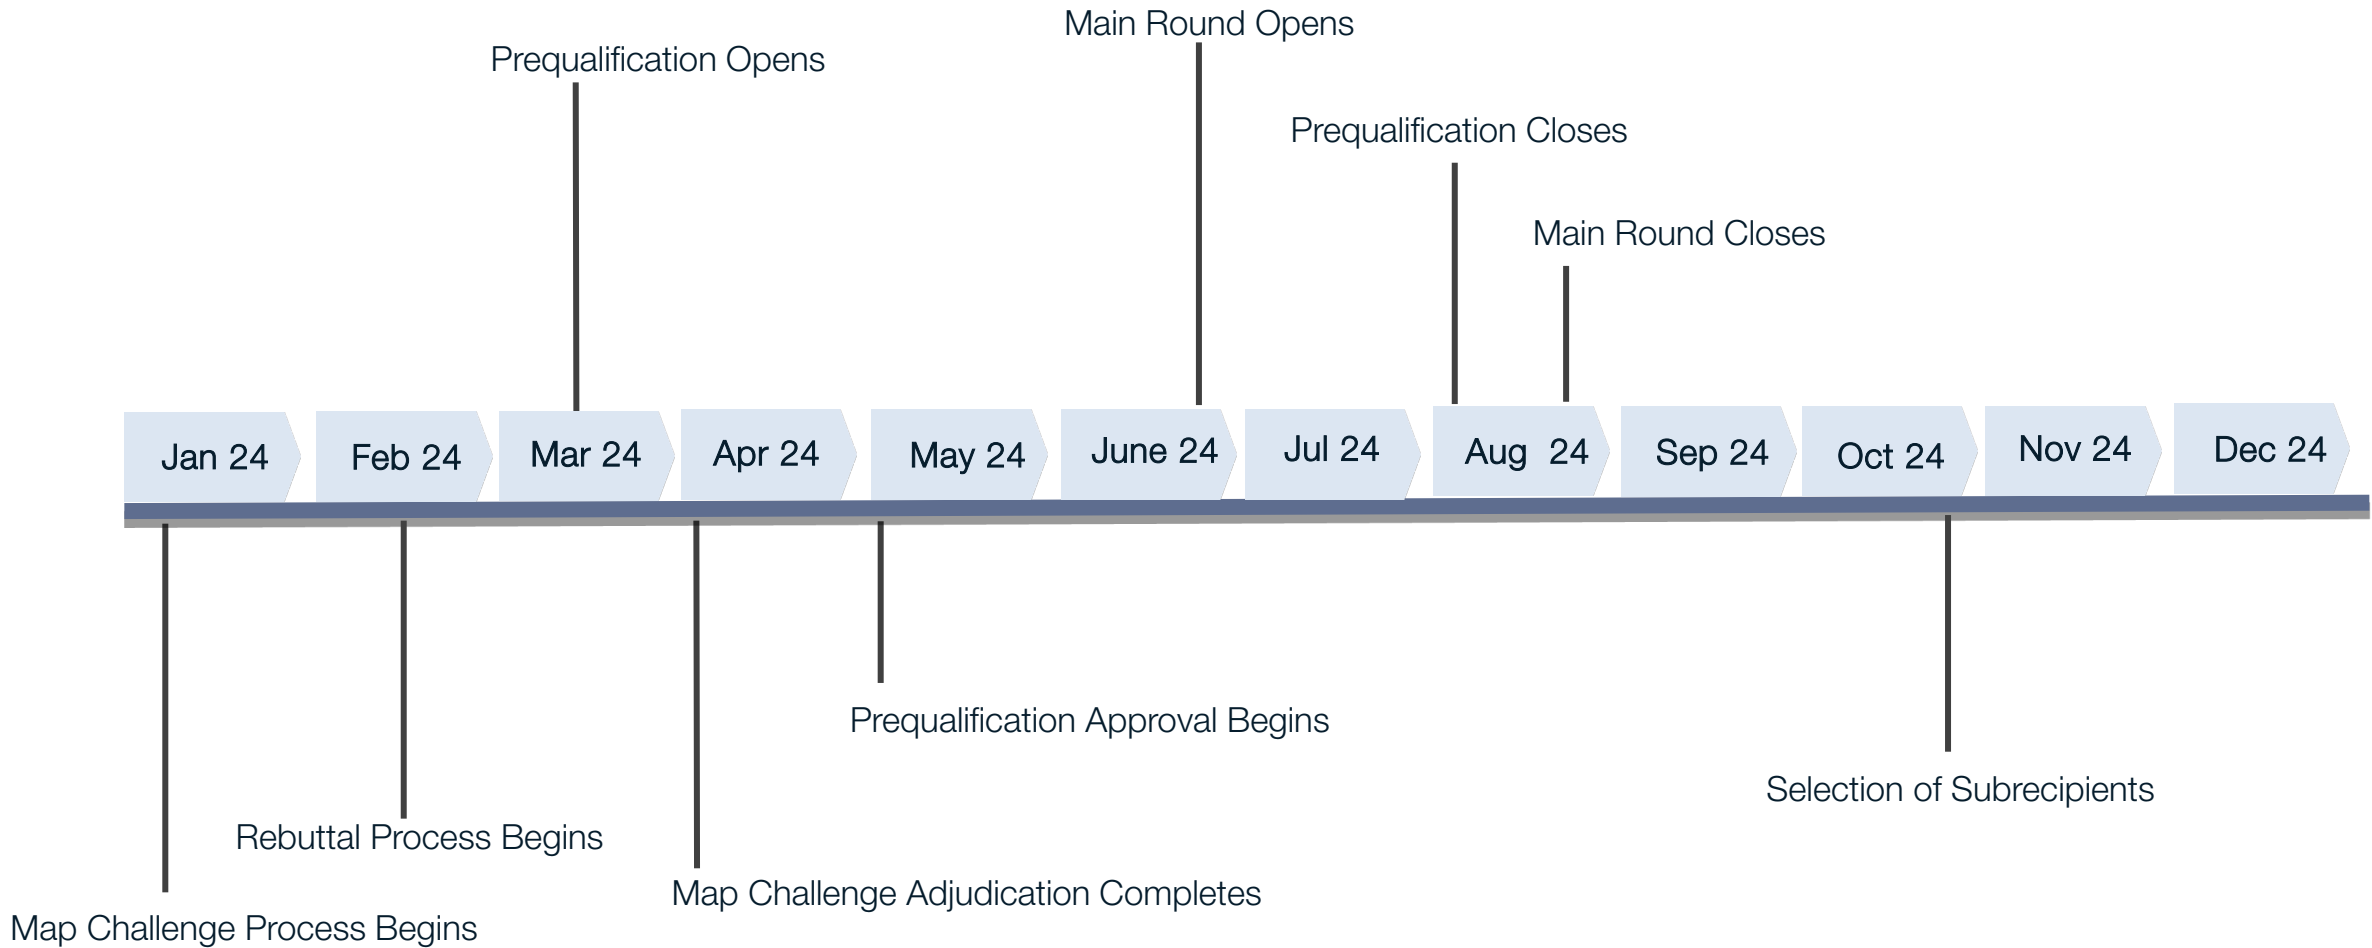 Main Round Opens
Prequalification Opens
Prequalification Closes
Main Round Closes
Jan 24
Feb 24
Mar 24
Apr 24
May 24
June 24
Jul 24
Aug 24
Sep 24
Oct 24
Nov 24
Dec 24
Prequalification Approval Begins
Selection of Subrecipients
Rebuttal Process Begins
Map Challenge Adjudication Completes
Map Challenge Process Begins